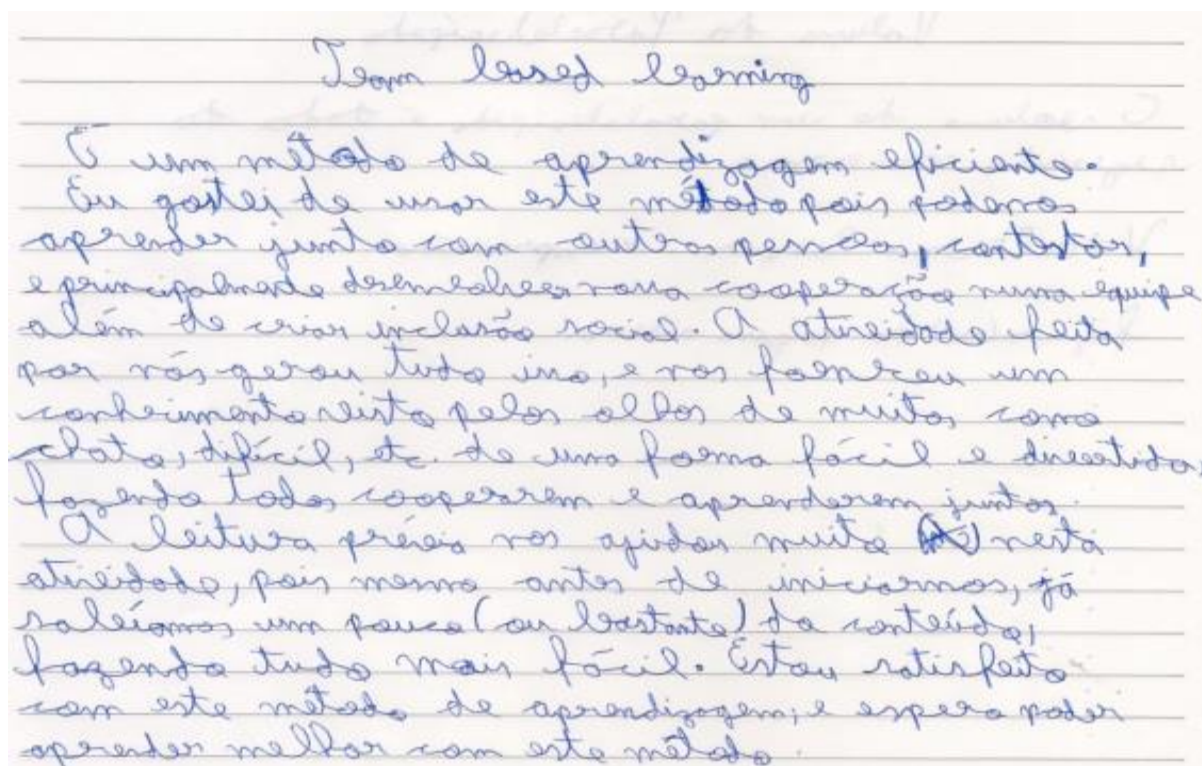 Team based learning
É um método de aprendizagem eficiente.
Eu gostei de usar este método pois podemos
aprender junto com outras pessoas, contestar,
e principalmente desenvolver nova cooperação numa equipe
além de criar inclusão social. A atividade feita
por nós gerou tudo isso, e nos forneceu um
conhecimento visto pelos olhos de muitos como
chato, difícil, etc. de uma forma fácil e divertida,
fazendo todos cooperarem e aprenderem juntos.
A leitura prévia nos ajudou muito nesta
atividade, pois mesmo antes de iniciarmos, já
sabíamos um pouco (ou bastante) do conteúdo,
fazendo tudo mais fácil. Estou satisfeito
com este método de aprendizagem, e espero poder
aprender melhor com este método.